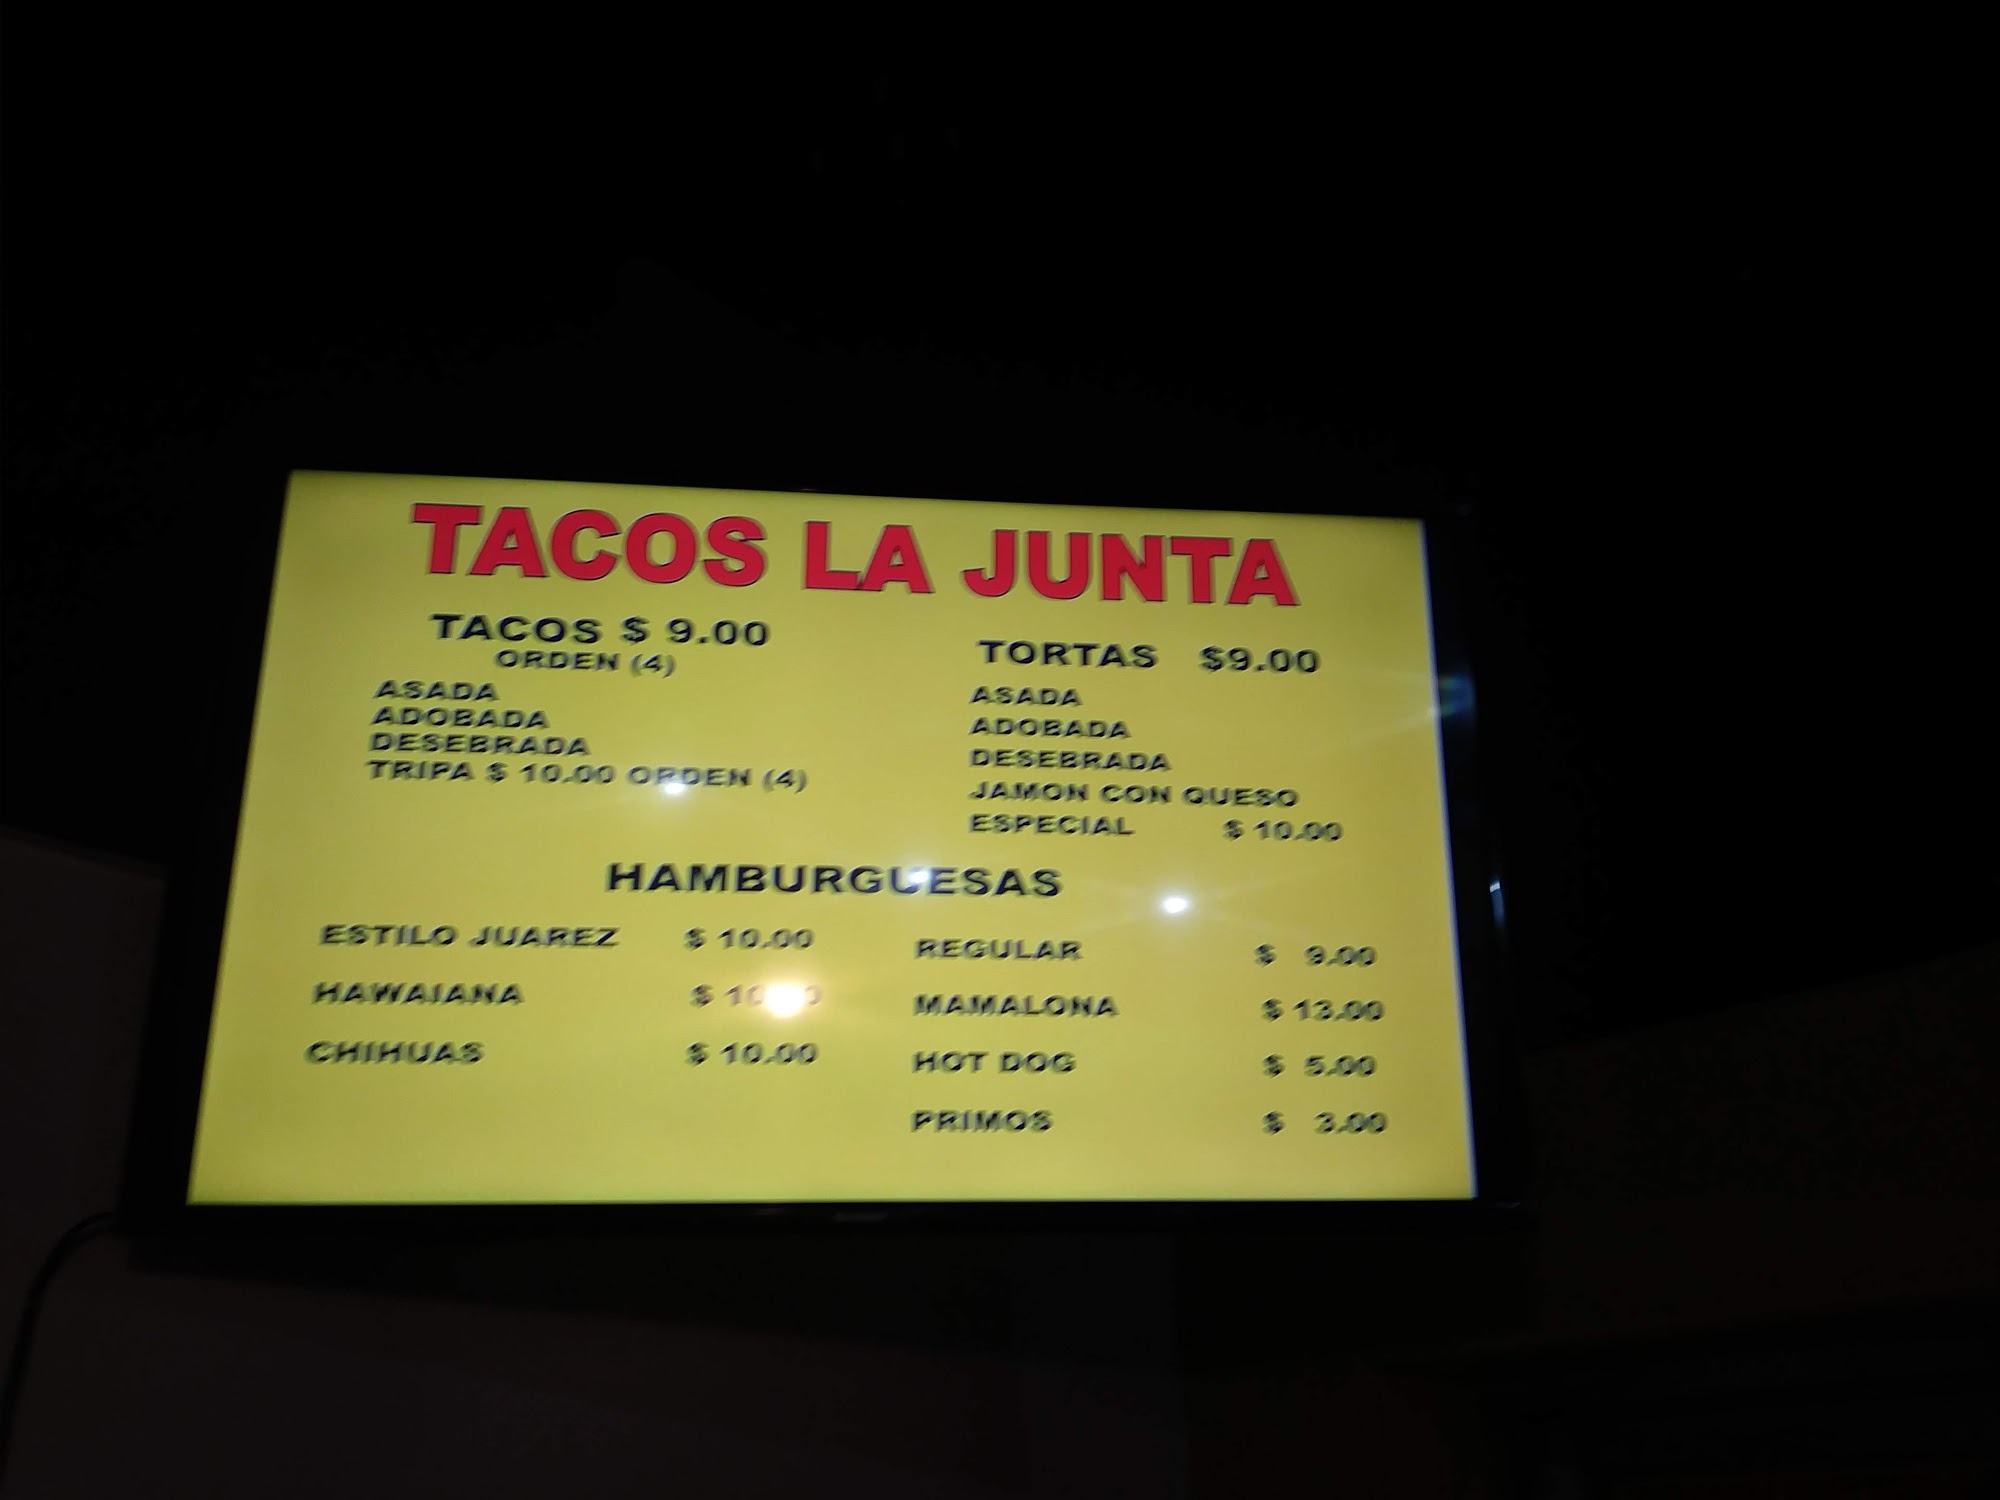 TACOS LA JUNTA
TACOS $ 9.00
ORDEN (4)
ASADA
ADOBADA
DESEBRADA
TRIPA $ 10.00 ORDEN (4)
TORTAS $9.00
ASADA
ADOBADA
DESEBRADA
JAMON CON QUESO
ESPECIAL $ 10.00
HAMBURGUESAS
ESTILO JUAREZ $ 10.00
HAWAIANA $ 10.00
CHIHUAS $ 10.00
REGULAR $ 9.00
MAMALONA $ 13.00
HOT DOG $ 5.00
PRIMOS $ 3.00